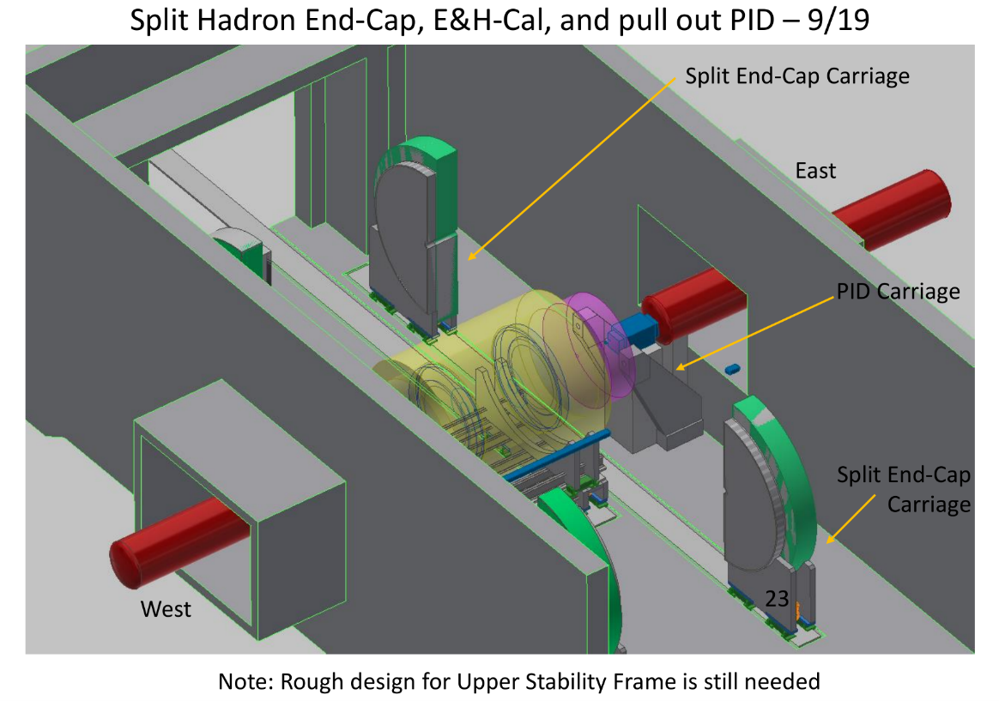 Split Hadron End-Cap, E&H-Cal, and pull out PID – 9/19
Split End-Cap Carriage
East
PID Carriage
Split End-Cap
Carriage
23
West
Note: Rough design for Upper Stability Frame is still needed